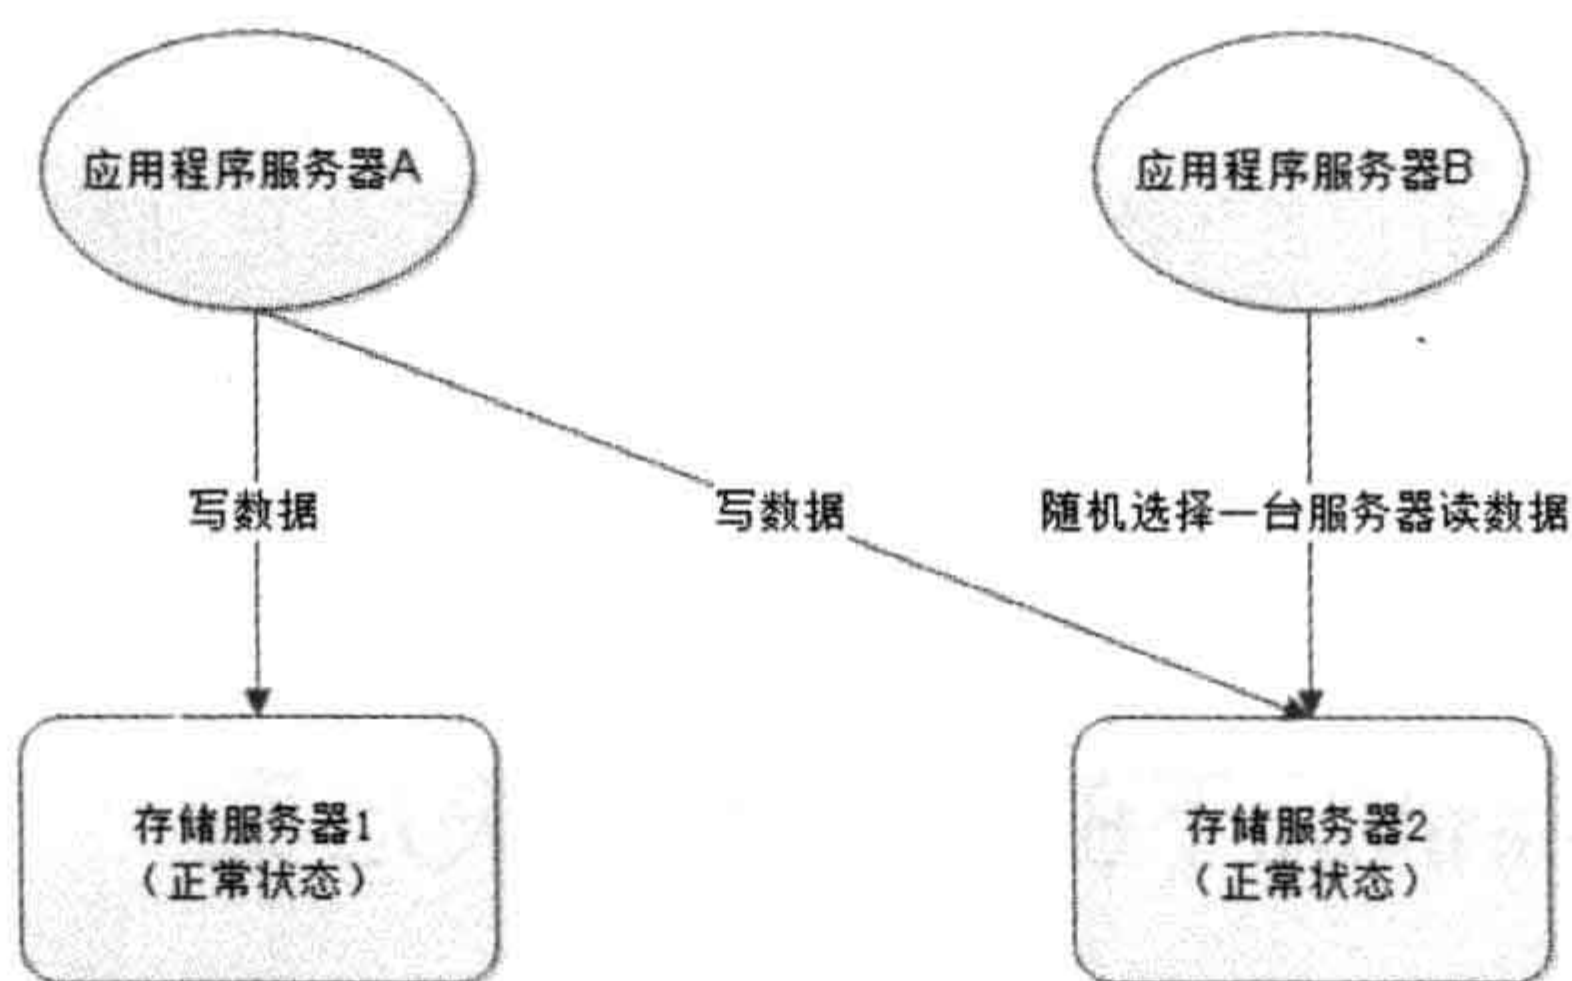 应用程序服务器A
应用程序服务器B
写数据
写数据
随机选择一台服务器读数据
存储服务器1
（正常状态）
存储服务器2
（正常状态）